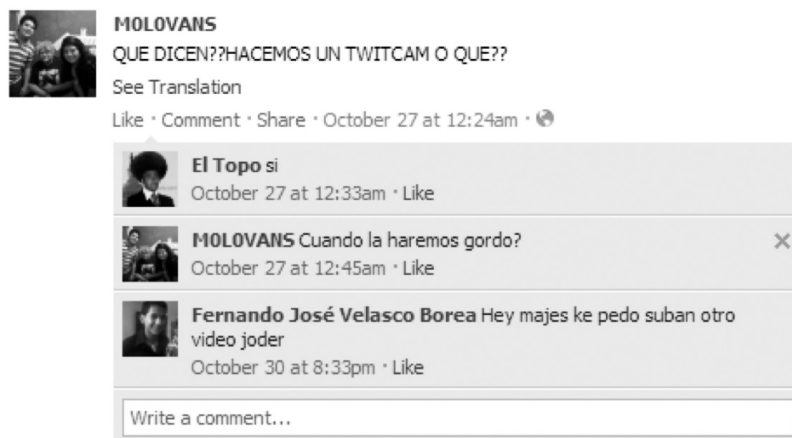 M0L0VANS
QUE DICEN??HACEMOS UN TWITCAM O QUE??
See Translation
Like · Comment · Share · October 27 at 12:24am ·
El Topo si
October 27 at 12:33am · Like
M0L0VANS Cuando la haremos gordo?
October 27 at 12:45am · Like
Fernando José Velasco Borea Hey majes ke pedo suban otro
video joder
October 30 at 8:33pm · Like
Write a comment...